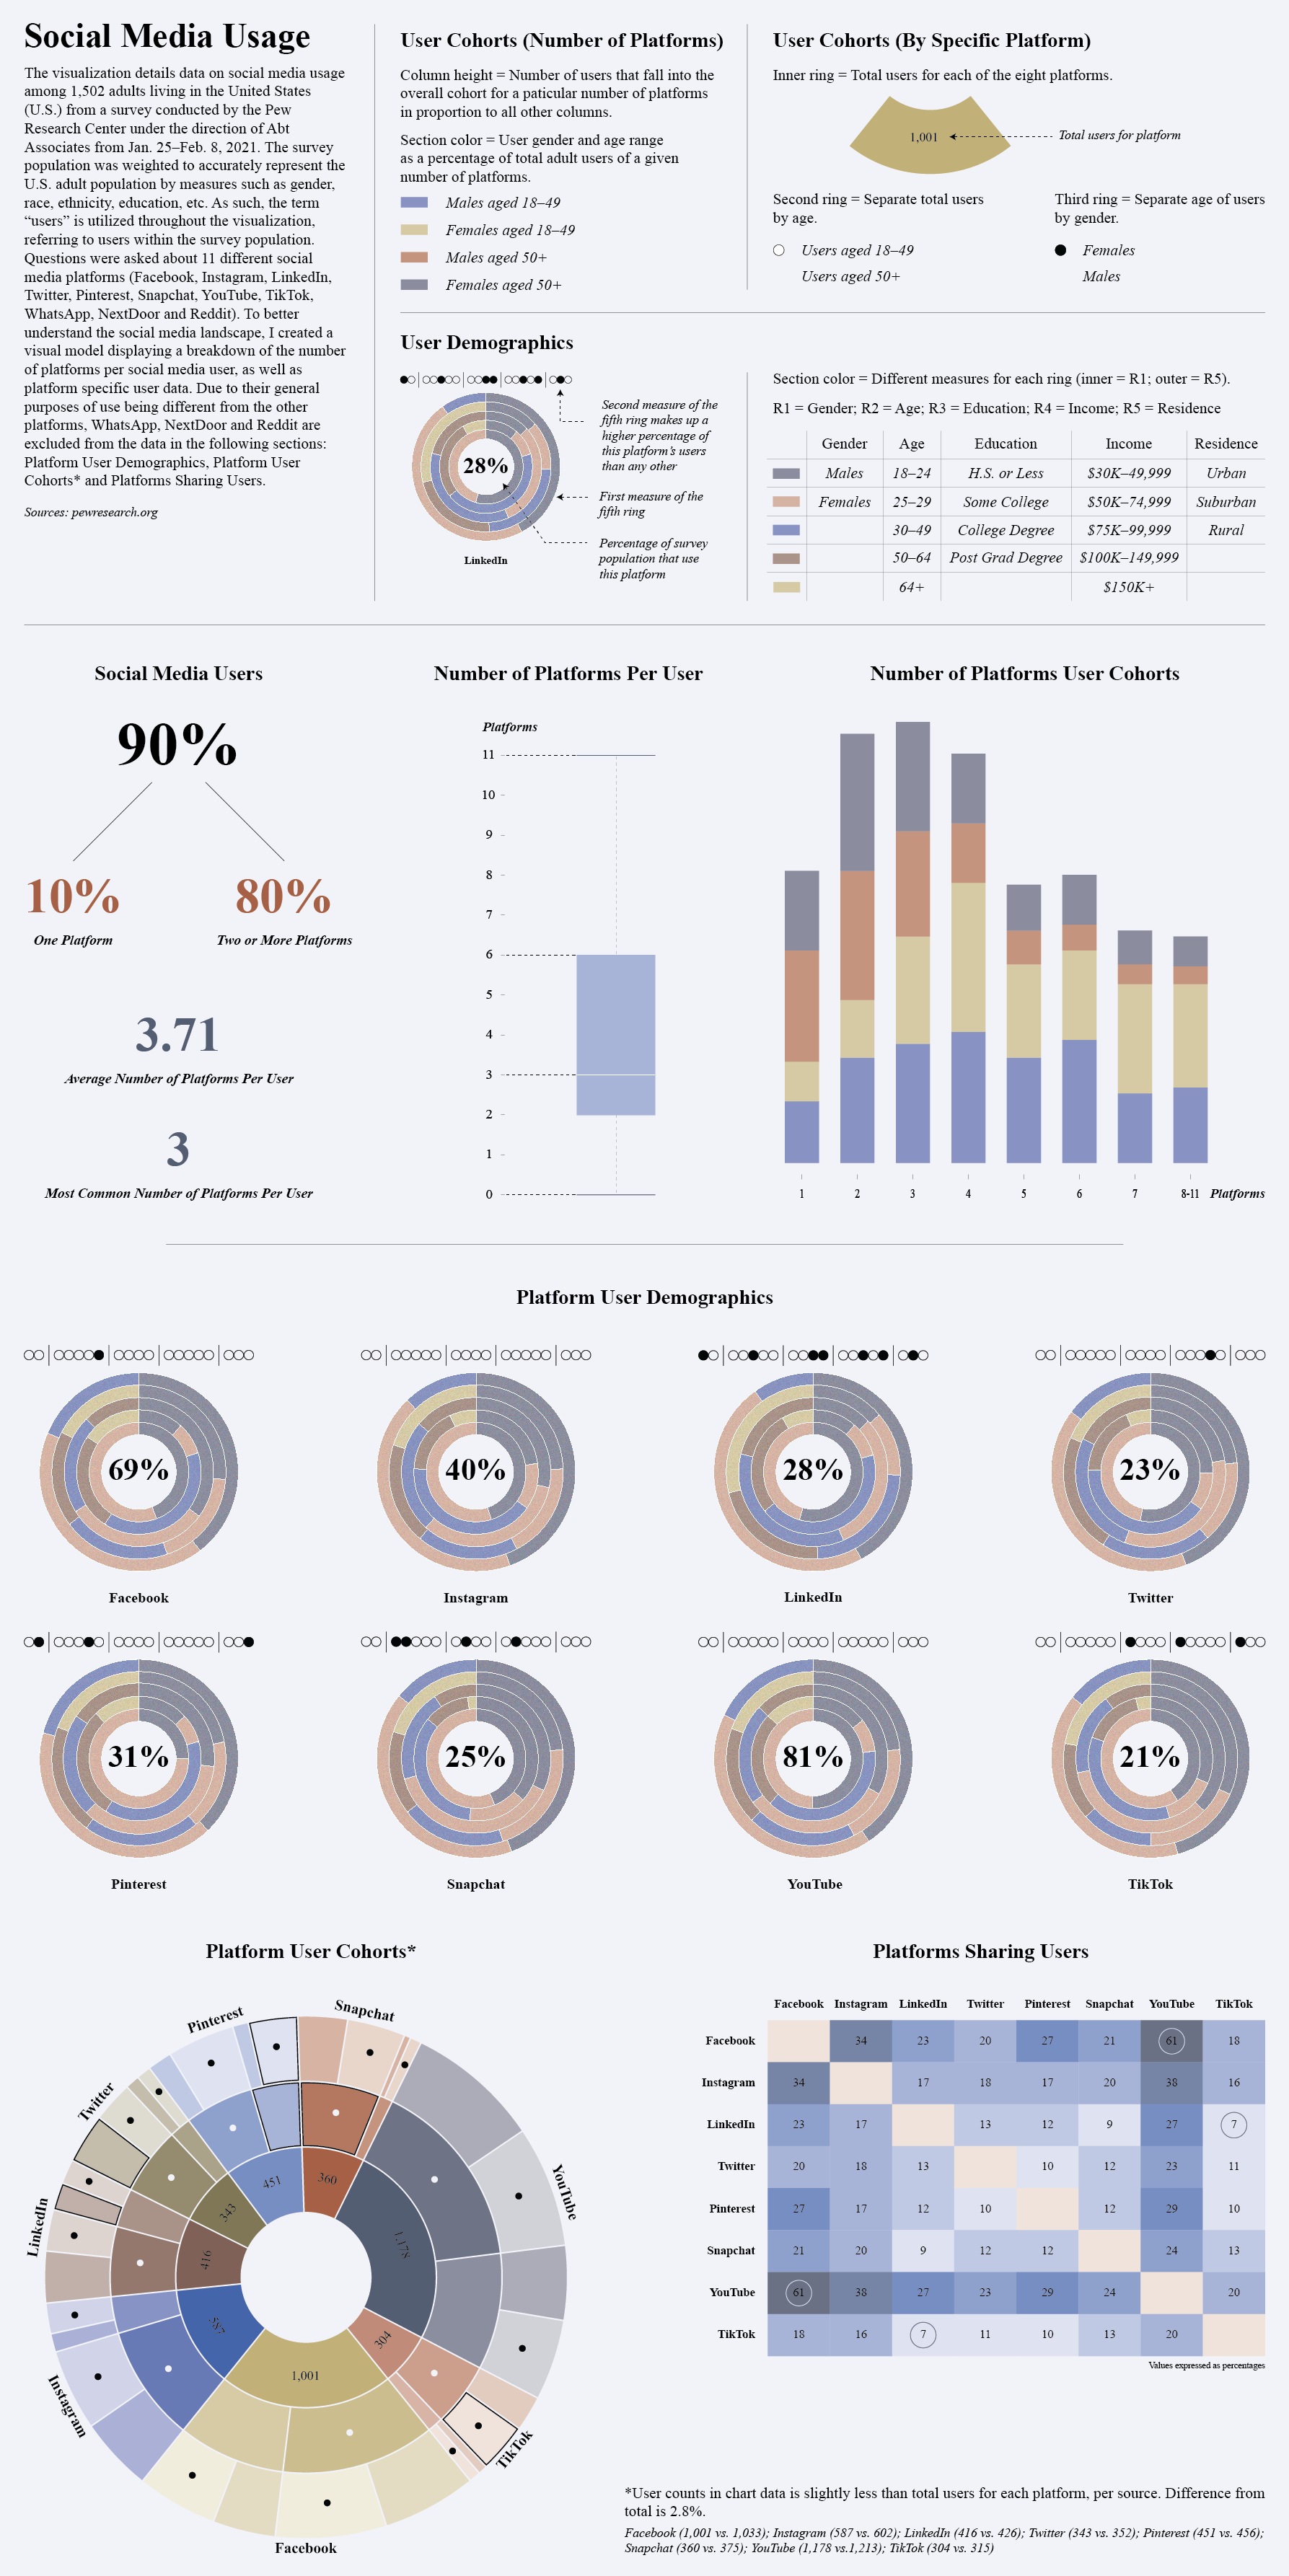 Social Media Usage
The visualization details data on social media usage
among 1,502 adults living in the United States
(U.S.) from a survey conducted by the Pew
Research Center under the direction of Abt
Associates from Jan. 25–Feb. 8, 2021. The survey
population was weighted to accurately represent the
U.S. adult population by measures such as gender,
race, ethnicity, education, etc. As such, the term
“users” is utilized throughout the visualization,
referring to users within the survey population.
Questions were asked about 11 different social
media platforms (Facebook, Instagram, LinkedIn,
Twitter, Pinterest, Snapchat, YouTube, TikTok,
WhatsApp, NextDoor and Reddit). To better
understand the social media landscape, I created a
visual model displaying a breakdown of the number
of platforms per social media user, as well as
platform specific user data. Due to their general
purposes of use being different from the other
platforms, WhatsApp, NextDoor and Reddit are
excluded from the data in the following sections:
Platform User Demographics, Platform User
Cohorts* and Platforms Sharing Users.
Sources: pewresearch.org
User Cohorts (Number of Platforms)
Column height = Number of users that fall into the
overall cohort for a paticular number of platforms
in proportion to all other columns.
Section color = User gender and age range
as a percentage of total adult users of a given
number of platforms.
Males aged 18–49
Females aged 18–49
Males aged 50+
Females aged 50+
User Cohorts (By Specific Platform)
Inner ring = Total users for each of the eight platforms.
1,001
Total users for platform
Second ring = Separate total users
by age.
Users aged 18–49
Users aged 50+
Third ring = Separate age of users
by gender.
Females
Males
User Demographics
28%
LinkedIn
Second measure of the
fifth ring makes up a
higher percentage of
this platform's users
than any other
First measure of the
fifth ring
Percentage of survey
population that use
this platform
Section color = Different measures for each ring (inner = R1; outer = R5).
R1 = Gender; R2 = Age; R3 = Education; R4 = Income; R5 = Residence
Gender Age Education Income Residence
Males 18–24 H.S. or Less $30K–49,999 Urban
Females 25–29 Some College $50K–74,999 Suburban
30–49 College Degree $75K–99,999 Rural
50–64 Post Grad Degree $100K–149,999
64+ $150K+
Social Media Users
90%
10% 80%
One Platform Two or More Platforms
3.71
Average Number of Platforms Per User
3
Most Common Number of Platforms Per User
Number of Platforms Per User
Platforms
11
10
9
8
7
6
5
4
3
2
1
0
Number of Platforms User Cohorts
1 2 3 4 5 6 7 8-11 Platforms
Platform User Demographics
69% 40% 28% 23%
Facebook Instagram LinkedIn Twitter
31% 25% 81% 21%
Pinterest Snapchat YouTube TikTok
Platform User Cohorts*
Snapchat
Pinterest
Twitter
YouTube
LinkedIn
Instagram
TikTok
Facebook
360
451
343
1,178
416
587
304
1,001
Platforms Sharing Users
Facebook Instagram LinkedIn Twitter Pinterest Snapchat YouTube TikTok
Facebook 34 23 20 27 21 61 18
Instagram 34 17 18 17 20 38 16
LinkedIn 23 17 13 12 9 27 7
Twitter 20 18 13 10 12 23 11
Pinterest 27 17 12 10 12 29 10
Snapchat 21 20 9 12 12 24 13
YouTube 61 38 27 23 29 24 20
TikTok 18 16 7 11 10 13 20
Values expressed as percentages
*User counts in chart data is slightly less than total users for each platform, per source. Difference from
total is 2.8%.
Facebook (1,001 vs. 1,033); Instagram (587 vs. 602); LinkedIn (416 vs. 426); Twitter (343 vs. 352); Pinterest (451 vs. 456);
Snapchat (360 vs. 375); YouTube (1,178 vs.1,213); TikTok (304 vs. 315)